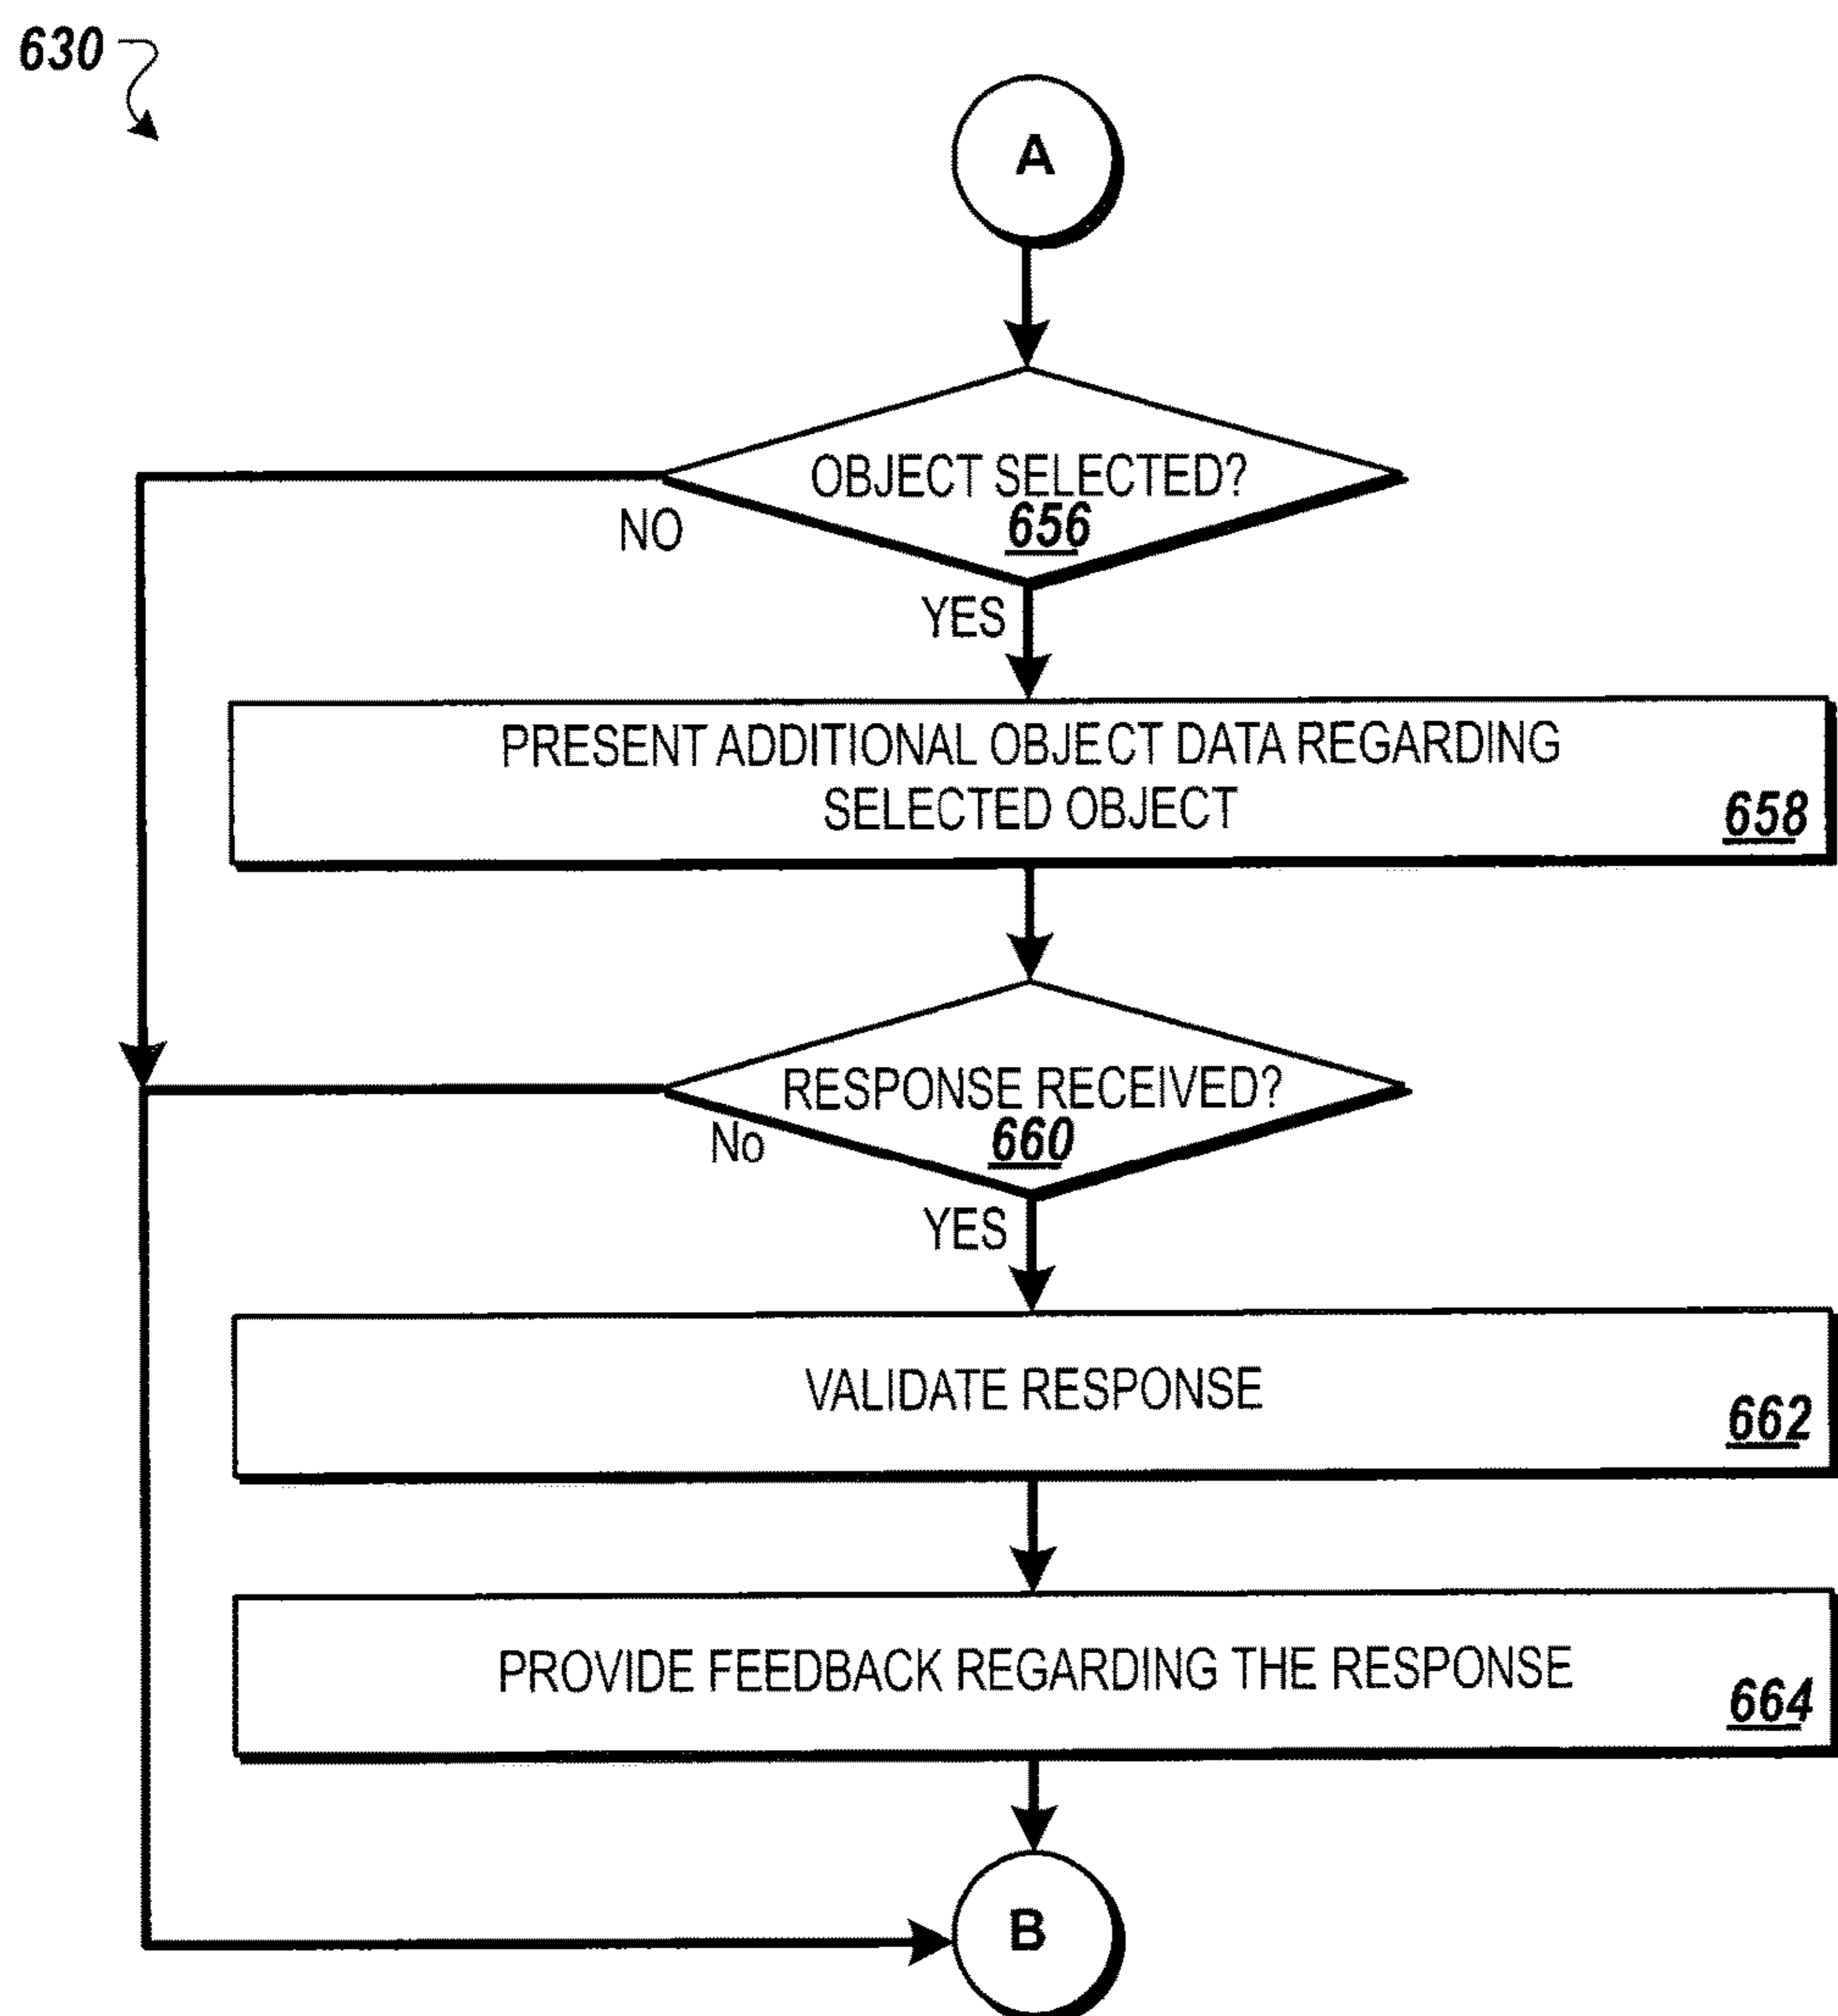 630
A
OBJECT SELECTED?
656
NO
YES
PRESENT ADDITIONAL OBJECT DATA REGARDING
SELECTED OBJECT
658
RESPONSE RECEIVED?
660
No
YES
VALIDATE RESPONSE
662
PROVIDE FEEDBACK REGARDING THE RESPONSE
664
B